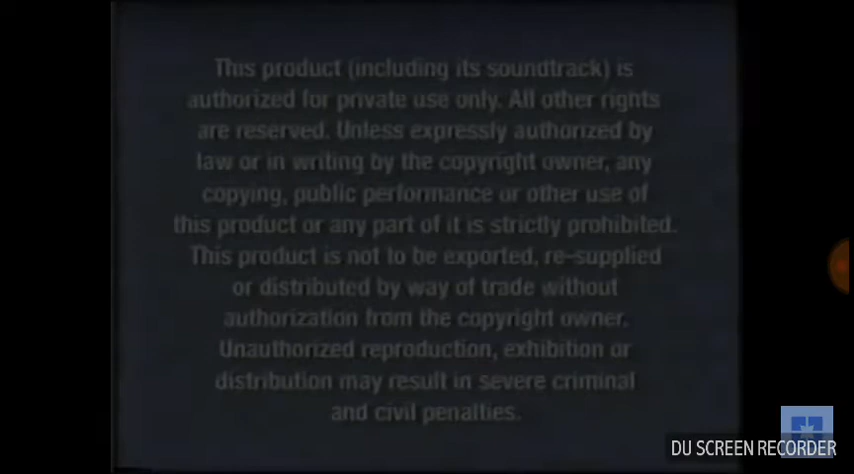 This product (including its soundtrack) is
authorized for private use only. All other rights
are reserved. Unless expressly authorized by
law or in writing by the copyright owner, any
copying, public performance or other use of
this product or any part of it is strictly prohibited.
This product is not to be exported, re-supplied
or distributed by way of trade without
authorization from the copyright owner.
Unauthorized reproduction, exhibition or
distribution may result in severe criminal
and civil penalties.
DU SCREEN RECORDER